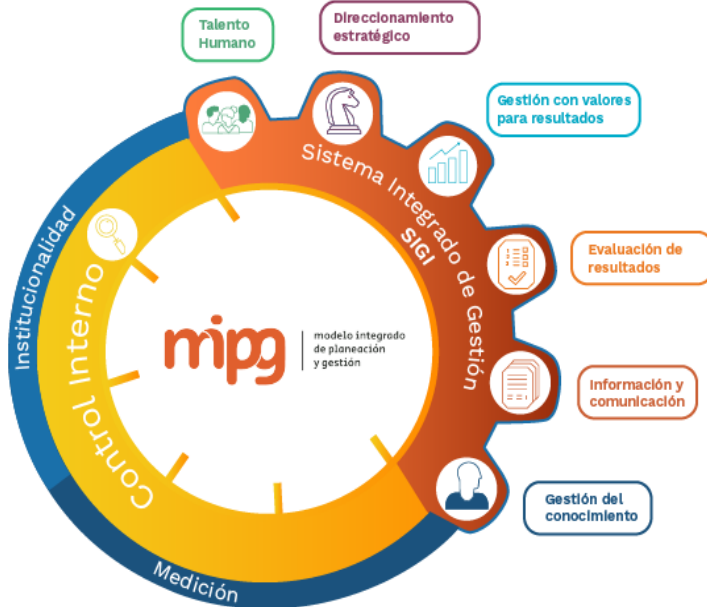 Talento
Humano
Direccionamiento
estratégico
Gestión con valores
para resultados
Evaluación de
resultados
Información y
comunicación
Gestión del
conocimiento
Sistema Integrado de Gestión
SIGI
Institucionalidad
Control Interno
Medición
mipg
modelo integrado
de planeación
y gestión